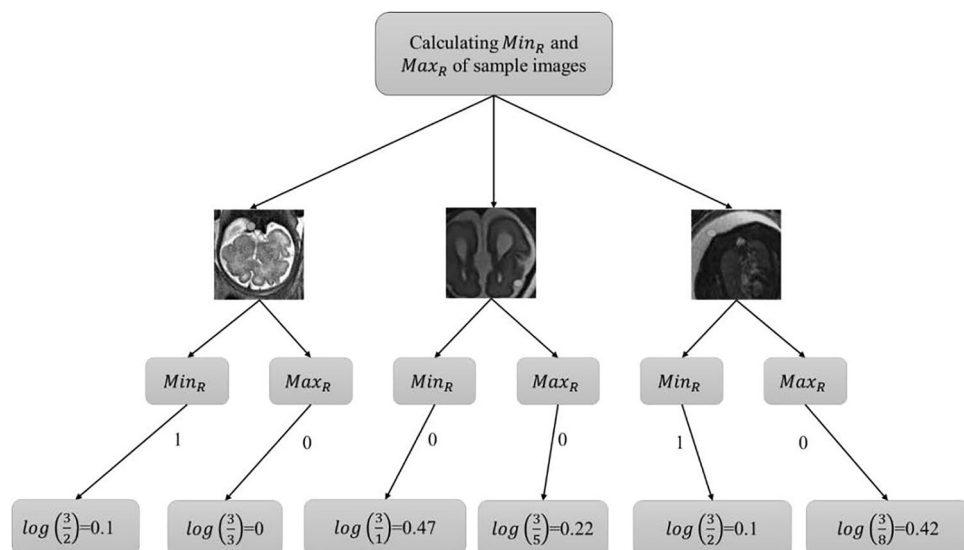 Calculating Min_R and
Max_R of sample images
Min_R
Max_R
Min_R
Max_R
Min_R
Max_R
1
0
0
0
1
0
log(3/2)=0.1
log(3/3)=0
log(3/1)=0.47
log(3/5)=0.22
log(3/2)=0.1
log(3/8)=0.42